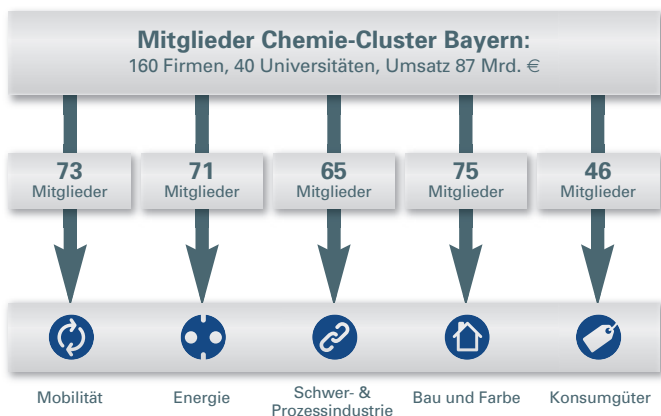 Mitglieder Chemie-Cluster Bayern:
160 Firmen, 40 Universitäten, Umsatz 87 Mrd. €
73
Mitglieder
71
Mitglieder
65
Mitglieder
75
Mitglieder
46
Mitglieder
Mobilität
Energie
Schwer- &
Prozessindustrie
Bau und Farbe
Konsumgüter